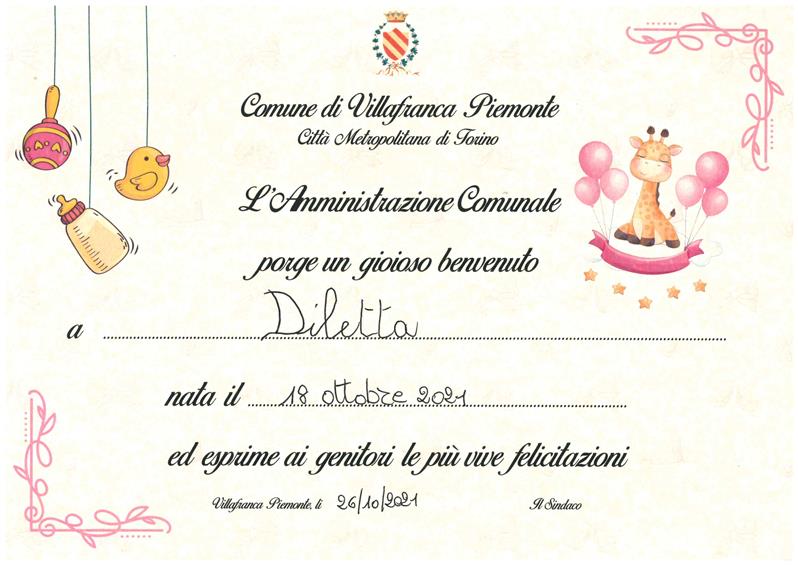 Comune di Villafranca Piemonte
Città Metropolitana di Torino
L'Amministrazione Comunale
porge un gioioso benvenuto
a Diletta
nata il 18 ottobre 2021
ed esprime ai genitori le più vive felicitazioni
Villafranca Piemonte, lì 26/10/2021 Il Sindaco